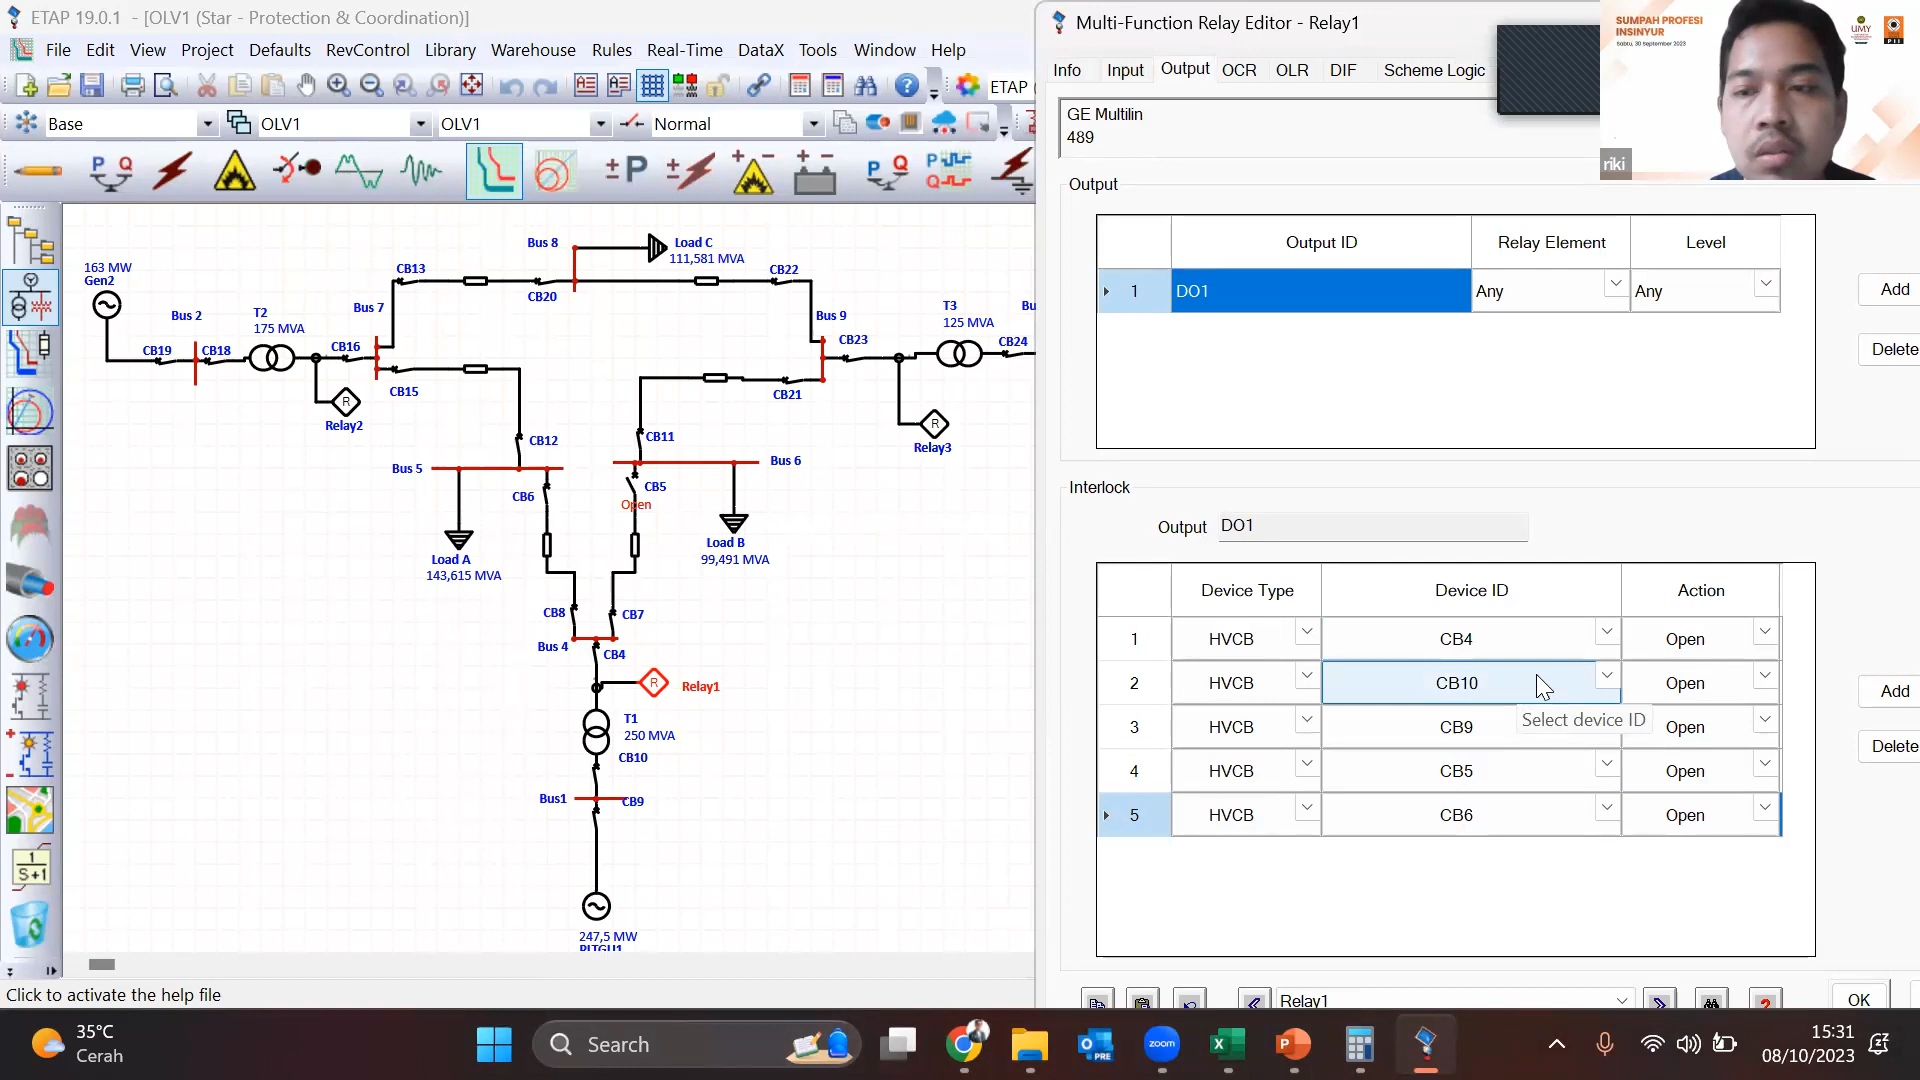 ETAP 19.0.1 - [OLV1 (Star - Protection & Coordination)]
File Edit View Project Defaults RevControl Library Warehouse Rules Real-Time DataX Tools Window Help
ETAP
Base OLV1 OLV1 Normal
163 MW
Gen2
CB19
Bus 2
CB18
T2
175 MVA
CB16
Relay2
Bus 7
CB13
CB15
CB20
Bus 8
Load C
111,581 MVA
CB22
Bus 9
CB23
T3
125 MVA
CB24
Bu
CB21
Relay3
CB12
CB11
Bus 5
CB6
Load A
143,615 MVA
CB5
Open
Bus 6
Load B
99,491 MVA
CB8
CB7
Bus 4
CB4
Relay1
T1
250 MVA
CB10
Bus1
CB9
247,5 MW
PLTGU1
Click to activate the help file
Multi-Function Relay Editor - Relay1
Info Input Output OCR OLR DIF Scheme Logic
GE Multilin
489
Output
Output ID Relay Element Level
1 DO1 Any Any
Add
Delete
Interlock
Output DO1
Device Type Device ID Action
1 HVCB CB4 Open
2 HVCB CB10 Open
Select device ID
3 HVCB CB9 Open
4 HVCB CB5 Open
5 HVCB CB6 Open
Add
Delete
Relay1
OK
SUMPAH PROFESI
INSINYUR
Sabtu, 30 September 2023
UMY
PII
riki
35°C
Cerah
Search
zoom
15:31
08/10/2023